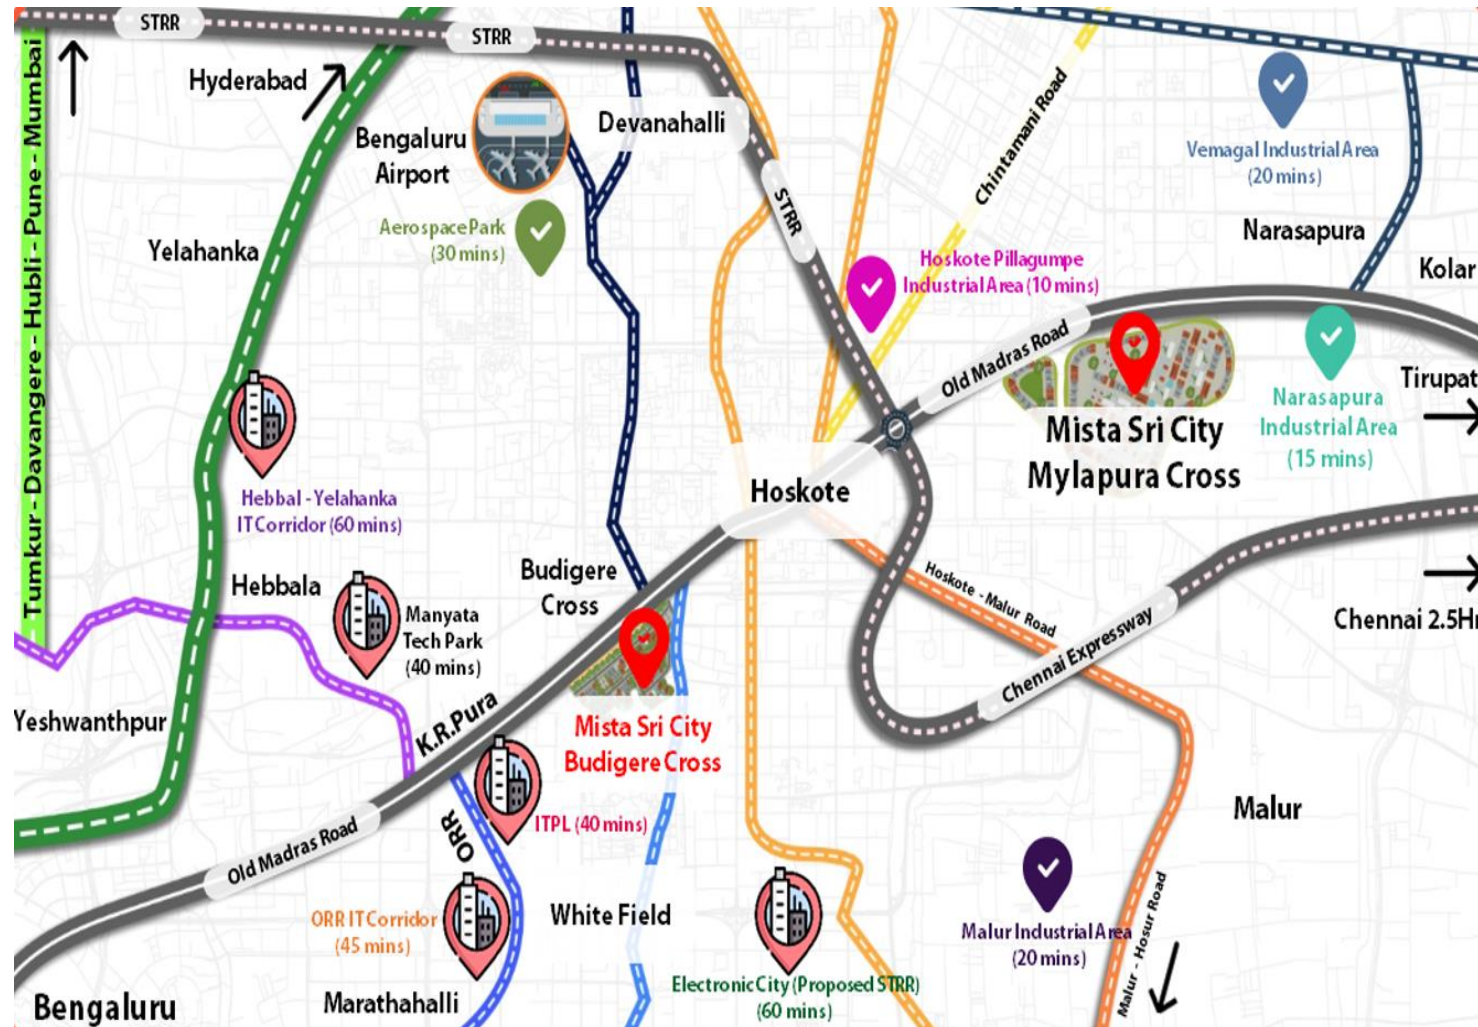 STRR
STRR
Hyderabad
Tumkur - Davangere - Hubli - Pune - Mumbai
Bengaluru
Airport
Devanahalli
Chintamani Road
Vemagal Industrial Area
(20 mins)
Aerospace Park
(30 mins)
STRR
Yelahanka
Narasapura
Hoskote Pillagumpe
Industrial Area (10 mins)
Kolar
Old Madras Road
Tirupat
Narasapura
Industrial Area
(15 mins)
Mista Sri City
Mylapura Cross
Hoskote
Hebbal - Yelahanka
IT Corridor (60 mins)
Budigere
Cross
Hebbala
Manyata
Tech Park
(40 mins)
Hoskote - Malur Road
Chennai Expressway
Chennai 2.5Hr
Yeshwanthpur
K.R.Pura
Mista Sri City
Budigere Cross
Malur
ITPL (40 mins)
ORR
Old Madras Road
ORR IT Corridor
(45 mins)
White Field
Malur Industrial Area
(20 mins)
Malur - Hosur Road
Electronic City (Proposed STRR)
(60 mins)
Marathahalli
Bengaluru